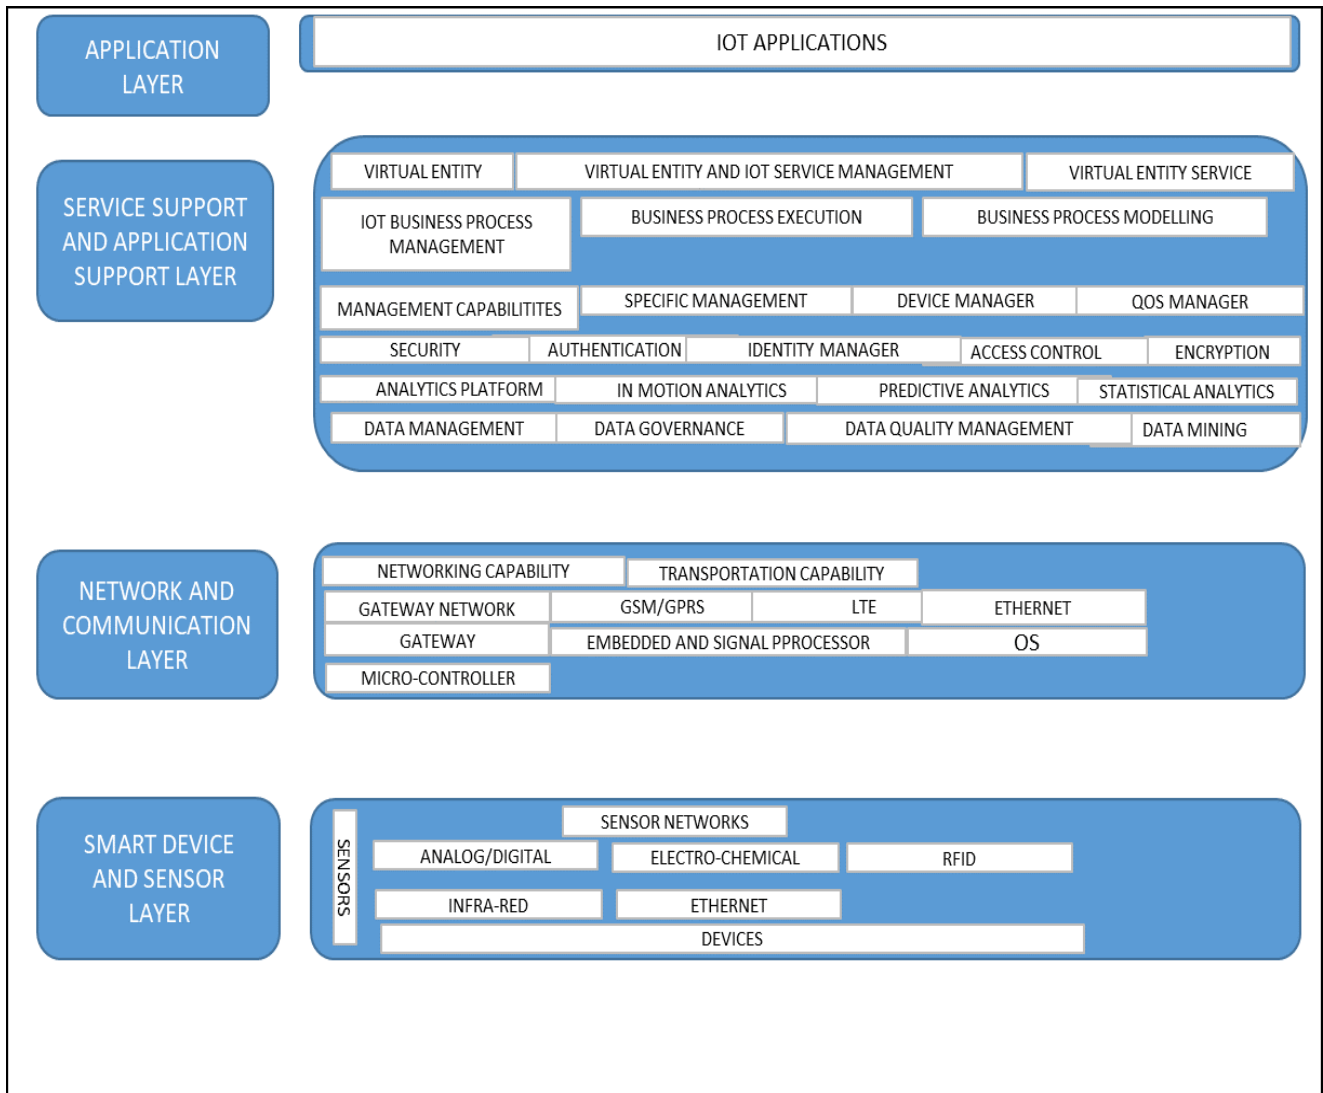 APPLICATION
LAYER
IOT APPLICATIONS
SERVICE SUPPORT
AND APPLICATION
SUPPORT LAYER
VIRTUAL ENTITY
VIRTUAL ENTITY AND IOT SERVICE MANAGEMENT
VIRTUAL ENTITY SERVICE
IOT BUSINESS PROCESS
MANAGEMENT
BUSINESS PROCESS EXECUTION
BUSINESS PROCESS MODELLING
MANAGEMENT CAPABILITITES
SPECIFIC MANAGEMENT
DEVICE MANAGER
QOS MANAGER
SECURITY
AUTHENTICATION
IDENTITY MANAGER
ACCESS CONTROL
ENCRYPTION
ANALYTICS PLATFORM
IN MOTION ANALYTICS
PREDICTIVE ANALYTICS
STATISTICAL ANALYTICS
DATA MANAGEMENT
DATA GOVERNANCE
DATA QUALITY MANAGEMENT
DATA MINING
NETWORK AND
COMMUNICATION
LAYER
NETWORKING CAPABILITY
TRANSPORTATION CAPABILITY
GATEWAY NETWORK
GSM/GPRS
LTE
ETHERNET
GATEWAY
EMBEDDED AND SIGNAL PPROCESSOR
OS
MICRO-CONTROLLER
SMART DEVICE
AND SENSOR
LAYER
SENSORS
SENSOR NETWORKS
ANALOG/DIGITAL
ELECTRO-CHEMICAL
RFID
INFRA-RED
ETHERNET
DEVICES